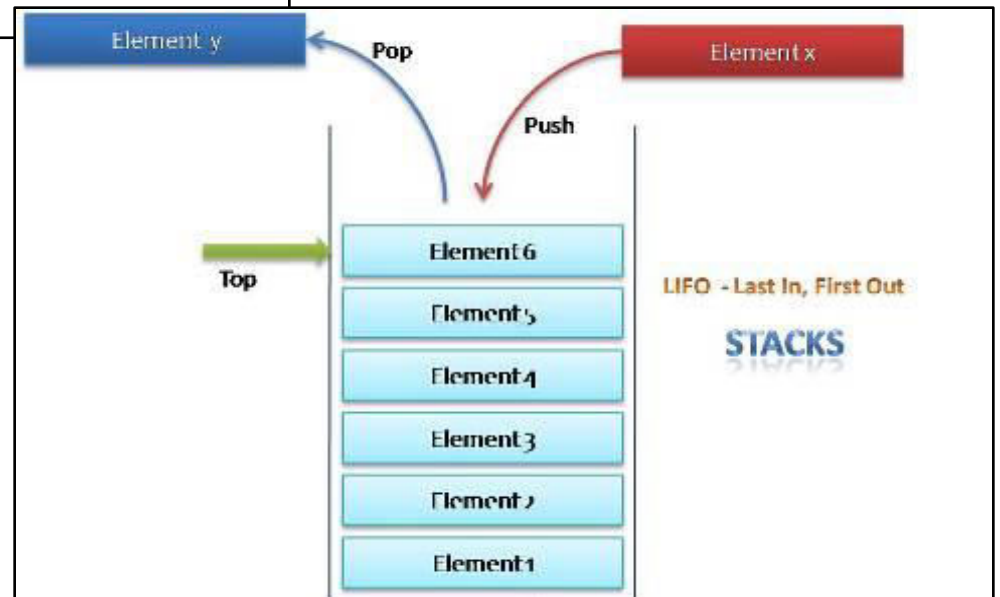 Element y
Pop
Element x
Push
Top
Element 6
Element 5
Element 4
Element 3
Element 2
Element 1
LIFO - Last In, First Out
STACKS